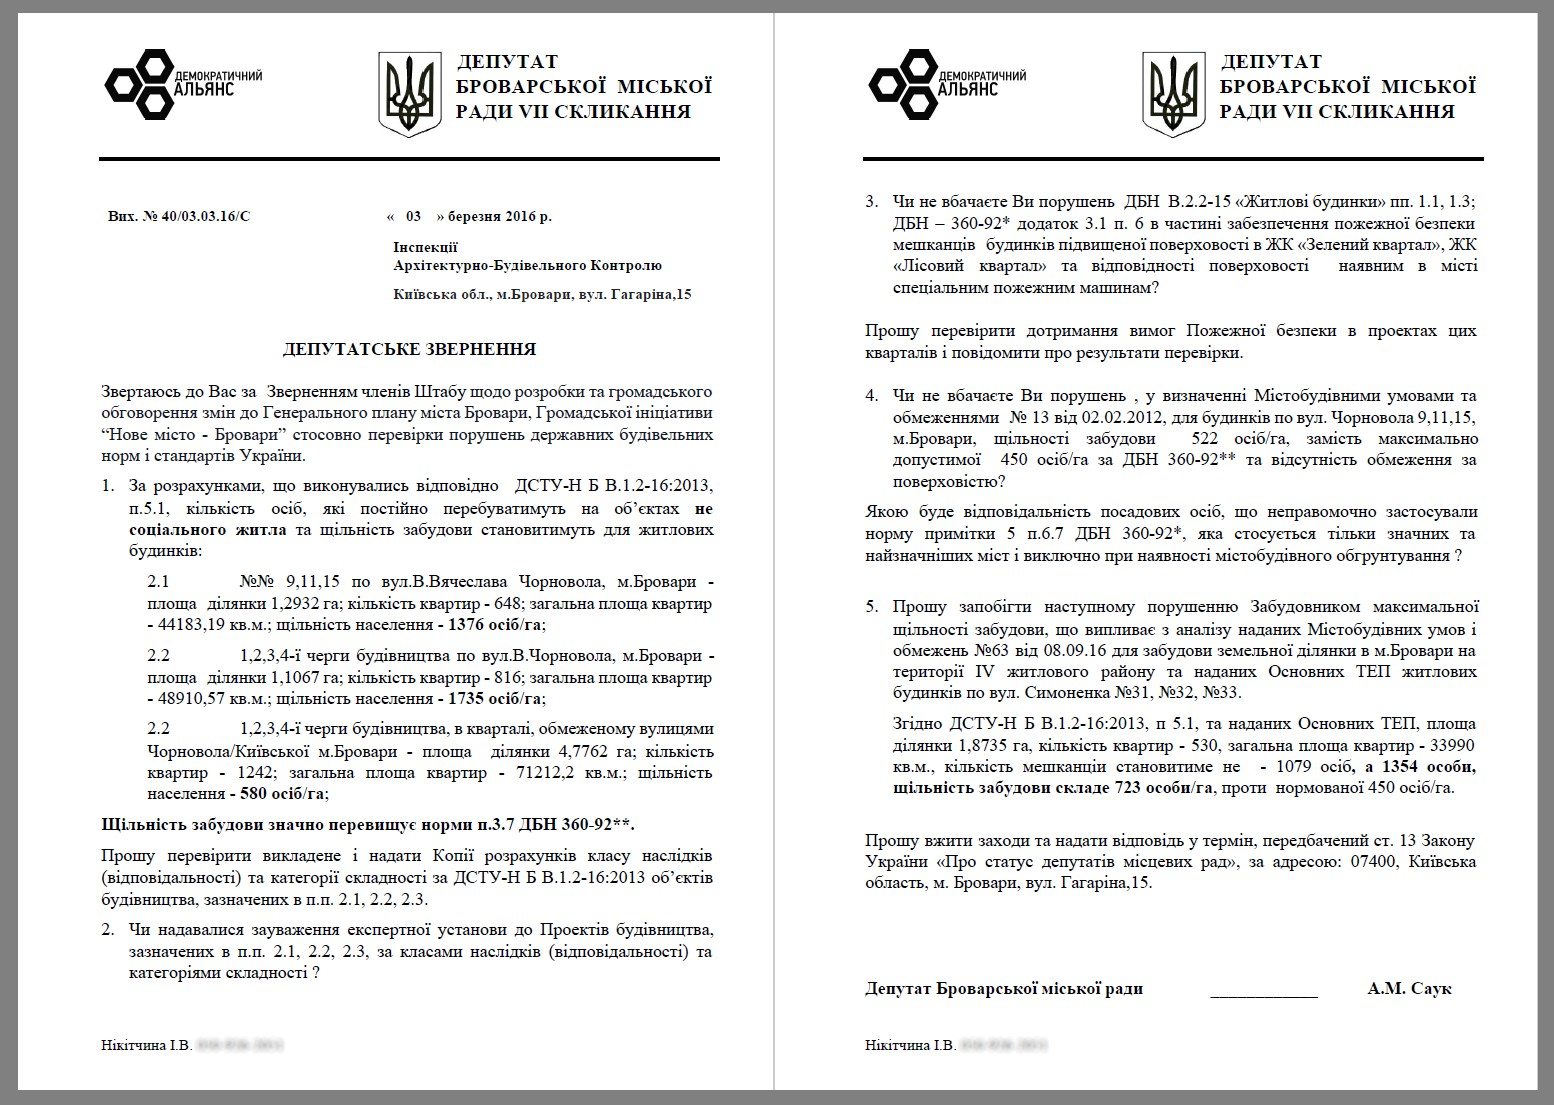 ДЕМОКРАТИЧНИЙ
АЛЬЯНС
ДЕПУТАТ
БРОВАРСЬКОЇ МІСЬКОЇ
РАДИ VII СКЛИКАННЯ
Вих. № 40/03.03.16/С « 03 » березня 2016 р.
Інспекції
Архітектурно-Будівельного Контролю
Київська обл., м.Бровари, вул. Гагаріна,15
ДЕПУТАТСЬКЕ ЗВЕРНЕННЯ
Звертаюсь до Вас за Зверненням членів Штабу щодо розробки та громадського
обговорення змін до Генерального плану міста Бровари, Громадської ініціативи
“Нове місто - Бровари” стосовно перевірки порушень державних будівельних
норм і стандартів України.
1. За розрахунками, що виконувались відповідно ДСТУ-Н Б В.1.2-16:2013,
п.5.1, кількість осіб, які постійно перебуватимуть на об’єктах не
соціального житла та щільність забудови становитимуть для житлових
будинків:
2.1 №№ 9,11,15 по вул.В.Вячеслава Чорновола, м.Бровари -
площа ділянки 1,2932 га; кількість квартир - 648; загальна площа квартир
- 44183,19 кв.м.; щільність населення - 1376 осіб/га;
2.2 1,2,3,4-ї черги будівництва по вул.В.Чорновола, м.Бровари -
площа ділянки 1,1067 га; кількість квартир - 816; загальна площа квартир
- 48910,57 кв.м.; щільність населення - 1735 осіб/га;
2.2 1,2,3,4-ї черги будівництва, в кварталі, обмеженому вулицями
Чорновола/Київської м.Бровари - площа ділянки 4,7762 га; кількість
квартир - 1242; загальна площа квартир - 71212,2 кв.м.; щільність
населення - 580 осіб/га;
Щільність забудови значно перевищує норми п.3.7 ДБН 360-92**.
Прошу перевірити викладене і надати Копії розрахунків класу наслідків
(відповідальності) та категорії складності за ДСТУ-Н Б В.1.2-16:2013 об’єктів
будівництва, зазначених в п.п. 2.1, 2.2, 2.3.
2. Чи надавалися зауваження експертної установи до Проектів будівництва,
зазначених в п.п. 2.1, 2.2, 2.3, за класами наслідків (відповідальності) та
категоріями складності ?
Нікітчина І.В.
ДЕМОКРАТИЧНИЙ
АЛЬЯНС
ДЕПУТАТ
БРОВАРСЬКОЇ МІСЬКОЇ
РАДИ VII СКЛИКАННЯ
3. Чи не вбачаєте Ви порушень ДБН В.2.2-15 «Житлові будинки» пп. 1.1, 1.3;
ДБН – 360-92* додаток 3.1 п. 6 в частині забезпечення пожежної безпеки
мешканців будинків підвищеної поверховості в ЖК «Зелений квартал», ЖК
«Лісовий квартал» та відповідності поверховості наявним в місті
спеціальним пожежним машинам?
Прошу перевірити дотримання вимог Пожежної безпеки в проектах цих
кварталів і повідомити про результати перевірки.
4. Чи не вбачаєте Ви порушень , у визначенні Містобудівними умовами та
обмеженнями № 13 від 02.02.2012, для будинків по вул. Чорновола 9,11,15,
м.Бровари, щільності забудови 522 осіб/га, замість максимально
допустимої 450 осіб/га за ДБН 360-92** та відсутність обмеження за
поверховістю?
Якою буде відповідальність посадових осіб, що неправомочно застосували
норму примітки 5 п.6.7 ДБН 360-92*, яка стосується тільки значних та
найзначніших міст і виключно при наявності містобудівного обгрунтування ?
5. Прошу запобігти наступному порушенню Забудовником максимальної
щільності забудови, що випливає з аналізу наданих Містобудівних умов і
обмежень №63 від 08.09.16 для забудови земельної ділянки в м.Бровари на
території IV житлового району та наданих Основних ТЕП житлових
будинків по вул. Симоненка №31, №32, №33.
Згідно ДСТУ-Н Б В.1.2-16:2013, п 5.1, та наданих Основних ТЕП, площа
ділянки 1,8735 га, кількість квартир - 530, загальна площа квартир - 33990
кв.м., кількість мешканціи становитиме не - 1079 осіб, а 1354 особи,
щільність забудови складе 723 особи/га, проти нормованої 450 осіб/га.
Прошу вжити заходи та надати відповідь у термін, передбачений ст. 13 Закону
України «Про статус депутатів місцевих рад», за адресою: 07400, Київська
область, м. Бровари, вул. Гагаріна,15.
Депутат Броварської міської ради ____________ А.М. Саук
Нікітчина І.В.